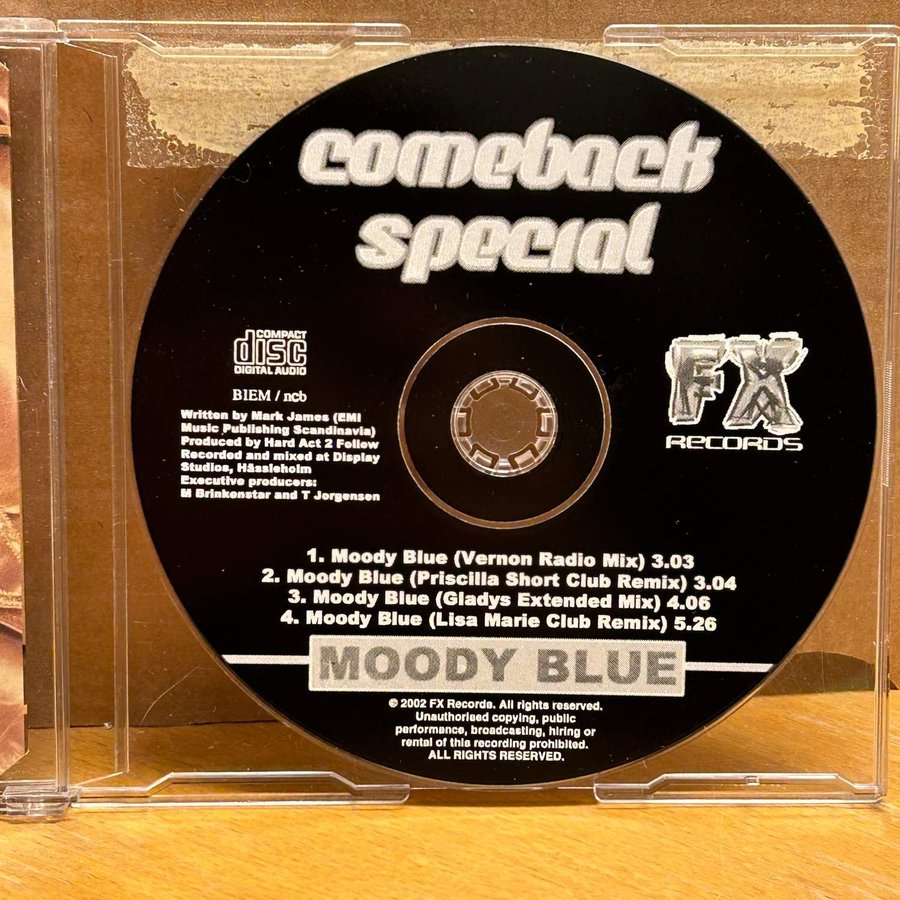 comeback
special
COMPACT
disc
DIGITAL AUDIO
BIEM / ncb
Written by Mark James (EMI
Music Publishing Scandinavia)
Produced by Hard Act 2 Follow
Recorded and mixed at Display
Studios, Hässleholm
Executive producers:
M Brinkenstar and T Jorgensen
FX
RECORDS
1. Moody Blue (Vernon Radio Mix) 3.03
2. Moody Blue (Priscilla Short Club Remix) 3.04
3. Moody Blue (Gladys Extended Mix) 4.06
4. Moody Blue (Lisa Marie Club Remix) 5.26
MOODY BLUE
© 2002 FX Records. All rights reserved.
Unauthorised copying, public
performance, broadcasting, hiring or
rental of this recording prohibited.
ALL RIGHTS RESERVED.